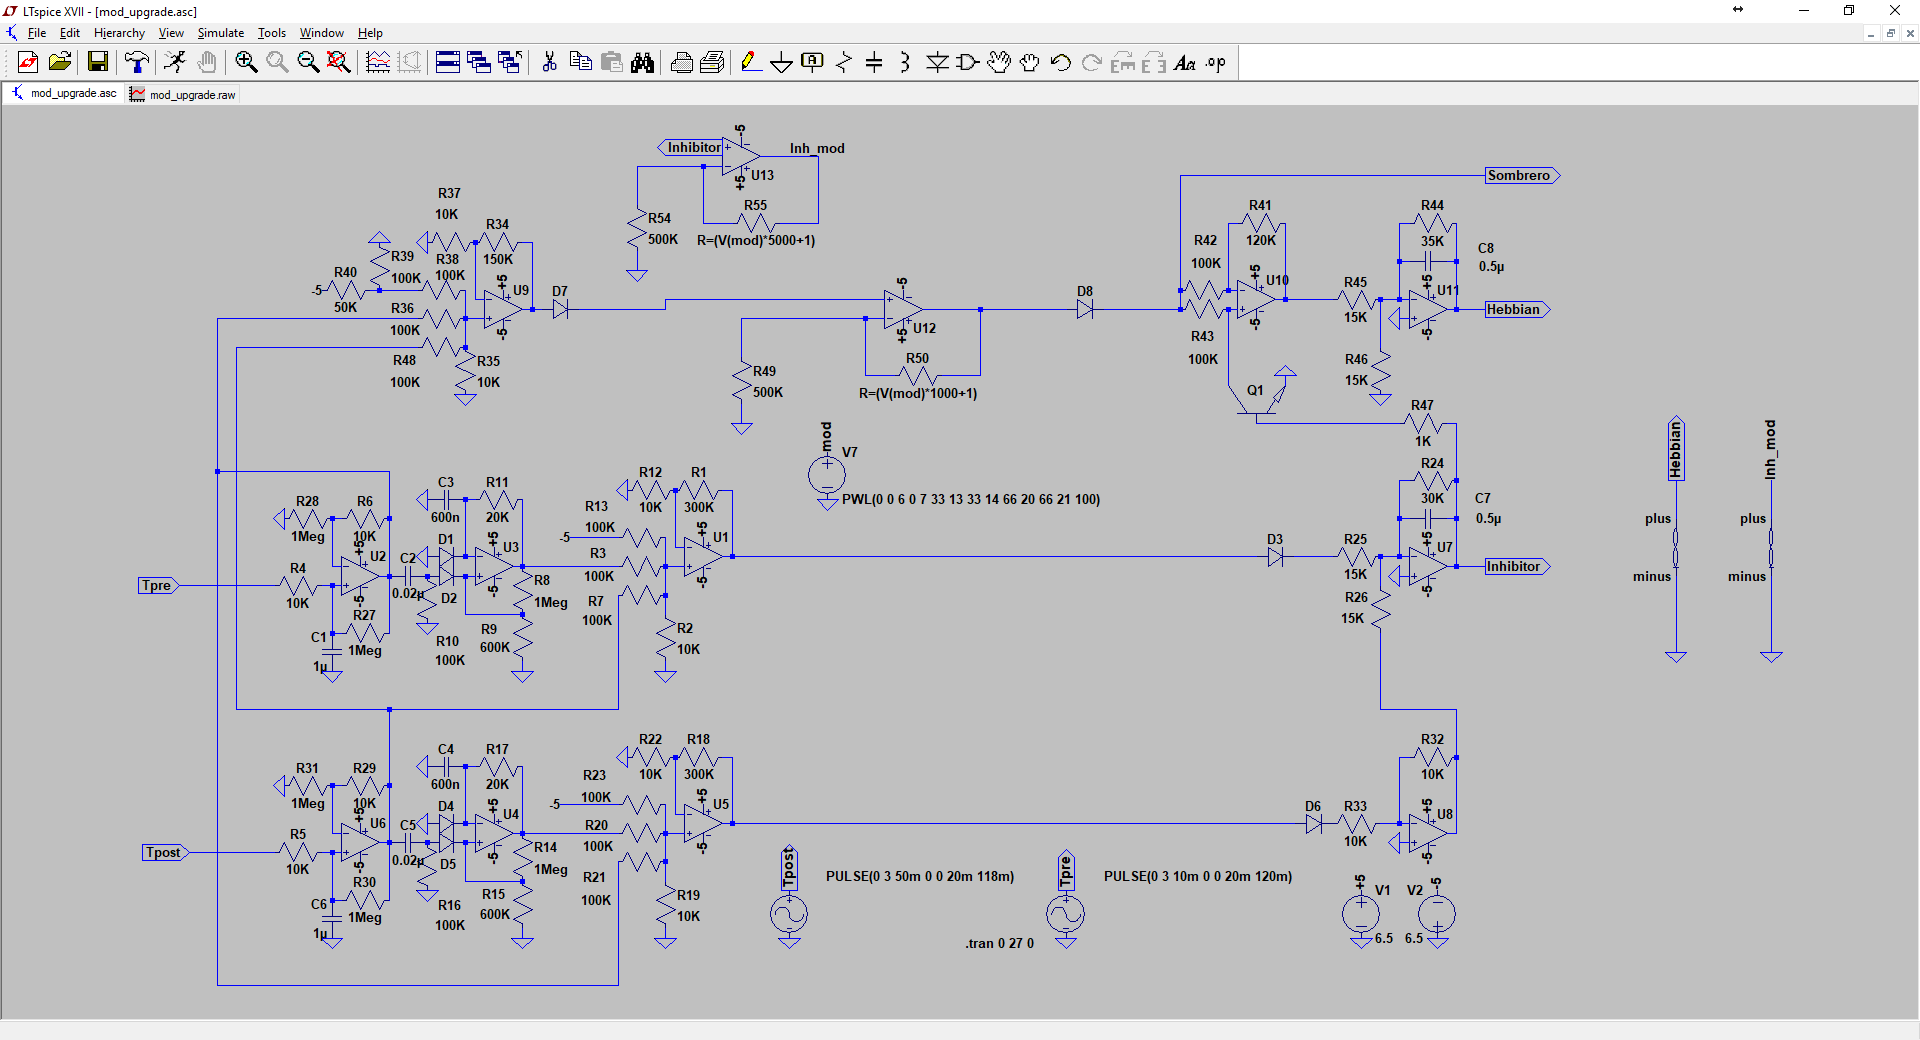 LTspice XVII - [mod_upgrade.asc]
File Edit Hierarchy View Simulate Tools Window Help
Aa .op
mod_upgrade.asc
mod_upgrade.raw
-5
Inhibitor
Inh_mod
+5
U13
R55
R54
500K
R=(V(mod)*5000+1)
Sombrero
R37
10K
R34
150K
R39
100K
R38
100K
R40
-5
50K
R36
100K
R48
100K
R35
10K
+5
U9
-5
D7
-5
U12
+5
R50
R49
500K
R=(V(mod)*1000+1)
D8
R42
100K
R41
120K
+5
U10
-5
R43
100K
Q1
R44
35K
C8
0.5µ
R45
15K
+5
U11
-5
Hebbian
R46
15K
R47
1K
R24
30K
C7
0.5µ
mod
V7
PWL(0 0 6 0 7 33 13 33 14 66 20 66 21 100)
Hebbian
plus
minus
Inh_mod
plus
minus
R28
1Meg
R6
10K
+5
U2
-5
Tpre
R4
10K
R27
1Meg
C1
1µ
C2
0.02µ
C3
600n
R11
20K
D1
D2
+5
U3
-5
R8
1Meg
R10
100K
R9
600K
R13
100K
-5
R3
100K
R7
100K
R12
10K
R1
300K
+5
U1
-5
R2
10K
D3
R25
15K
+5
U7
-5
Inhibitor
R26
15K
R31
1Meg
R29
10K
+5
U6
-5
Tpost
R5
10K
R30
1Meg
C6
1µ
C5
0.02µ
C4
600n
R17
20K
D4
D5
+5
U4
-5
R14
1Meg
R16
100K
R15
600K
R23
100K
-5
R20
100K
R21
100K
R22
10K
R18
300K
+5
U5
-5
R19
10K
D6
R33
10K
R32
10K
+5
U8
-5
Tpost
PULSE(0 3 50m 0 0 20m 118m)
Tpre
PULSE(0 3 10m 0 0 20m 120m)
.tran 0 27 0
+5
V1
6.5
-5
V2
6.5